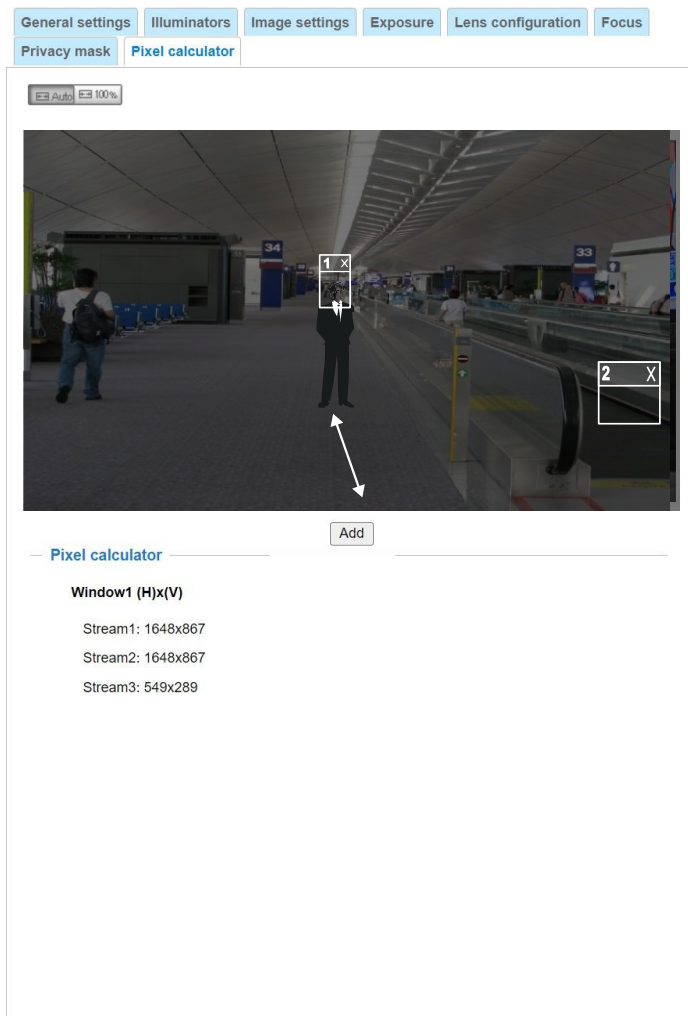 General settings Illuminators Image settings Exposure Lens configuration Focus
Privacy mask Pixel calculator
Auto 100%
34
33
1 X
2 X
Add
Pixel calculator
Window1 (H)x(V)
Stream1: 1648x867
Stream2: 1648x867
Stream3: 549x289